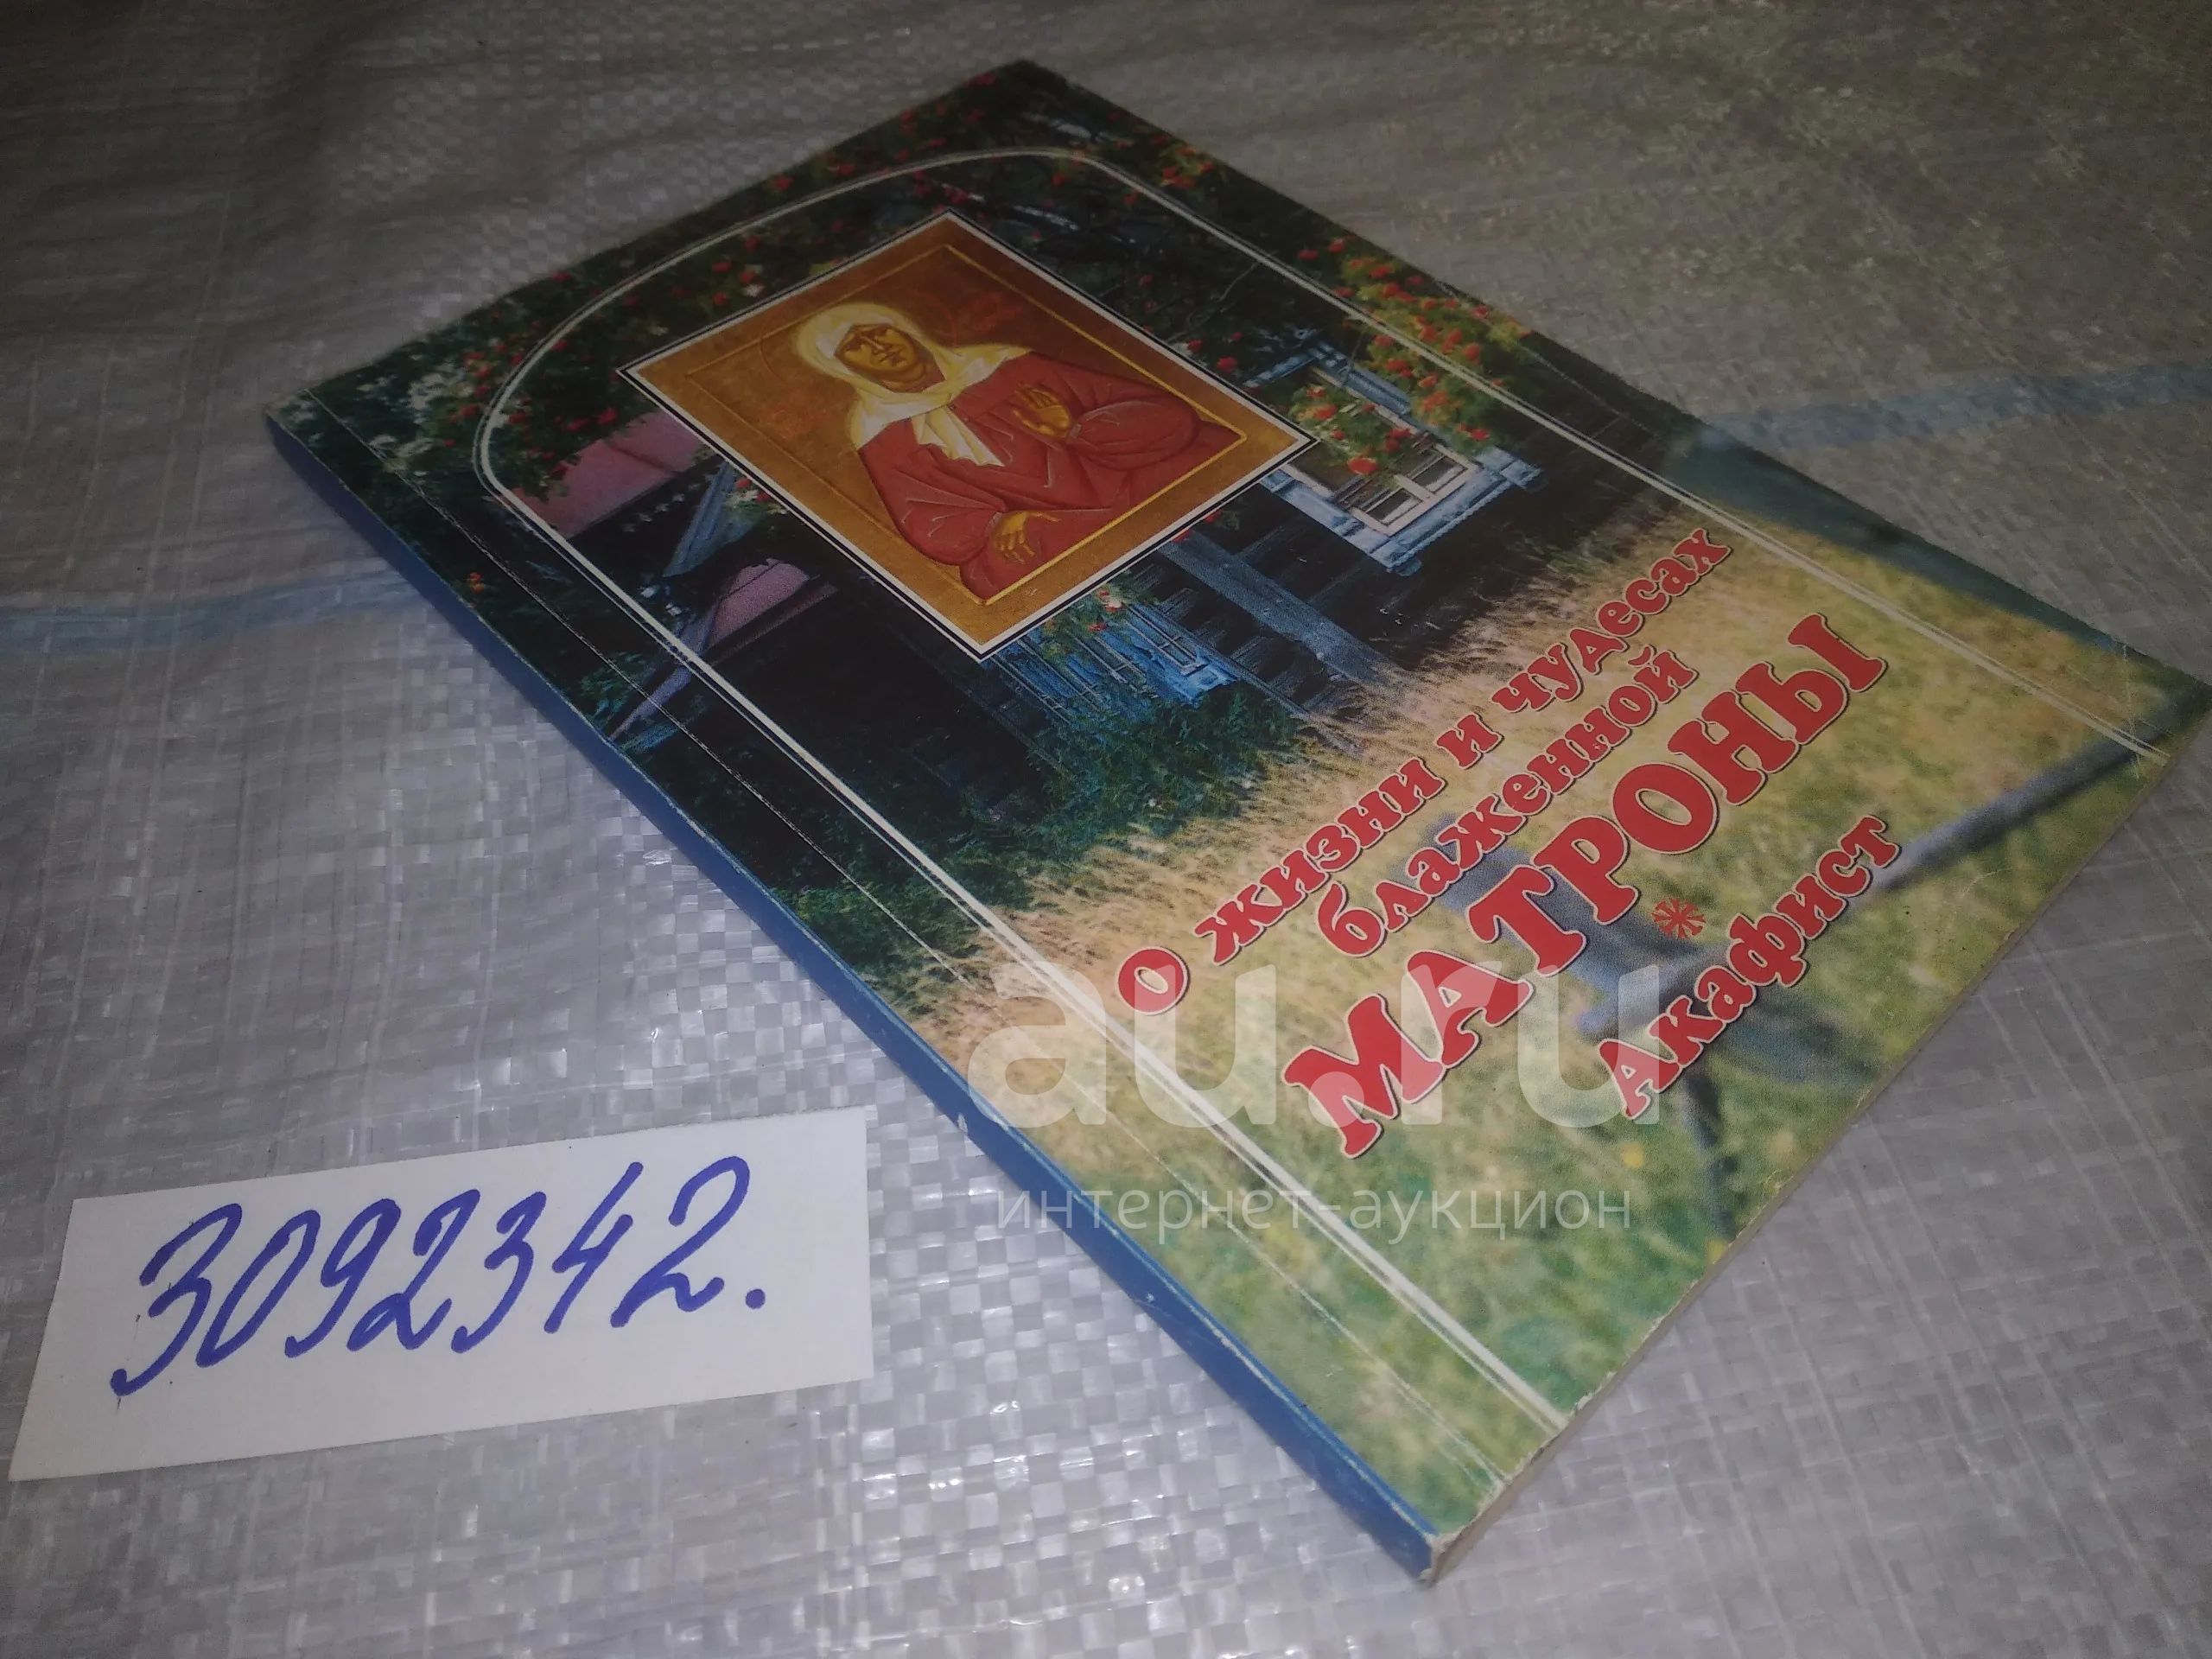 О жизни и чудесах
блаженной
МАТРОНЫ
Акафист
au.ru
интернет-аукцион
3092342.